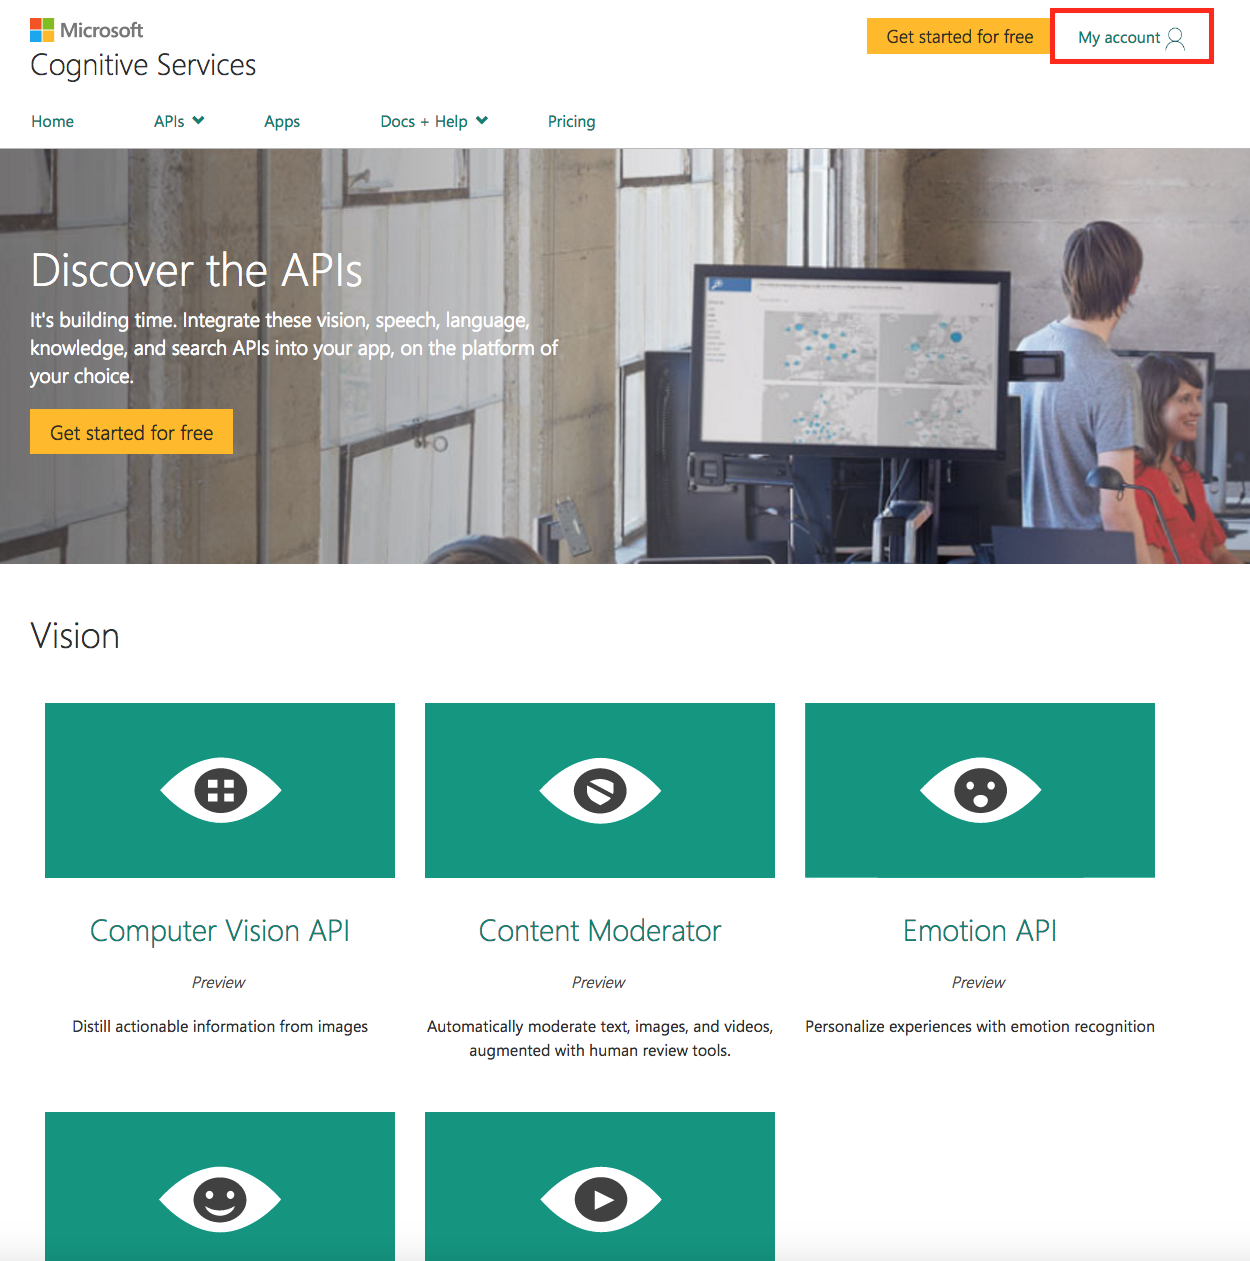 Microsoft
Cognitive Services
Get started for free
My account
Home
APIs
Apps
Docs + Help
Pricing
Discover the APIs
It's building time. Integrate these vision, speech, language,
knowledge, and search APIs into your app, on the platform of
your choice.
Get started for free
Vision
Computer Vision API
Preview
Distill actionable information from images
Content Moderator
Preview
Automatically moderate text, images, and videos,
augmented with human review tools.
Emotion API
Preview
Personalize experiences with emotion recognition